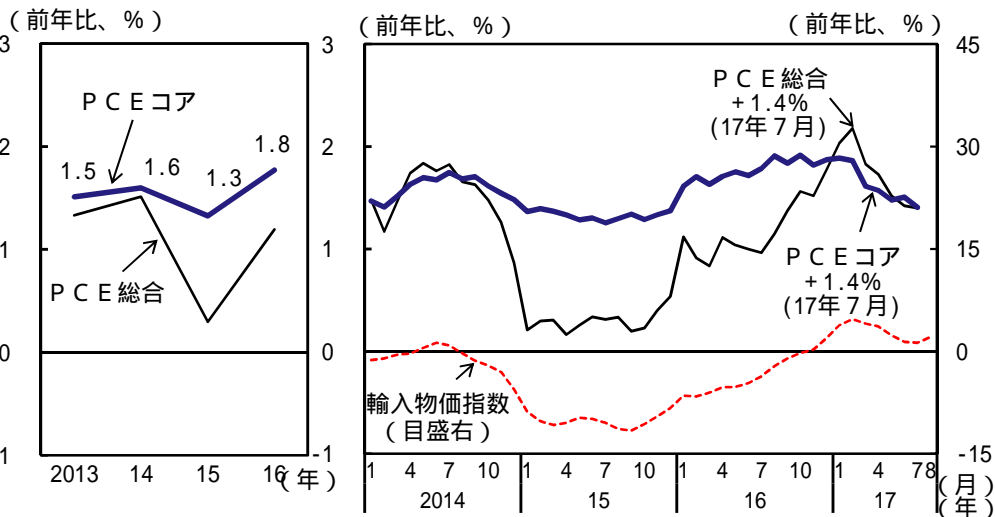 （前年比、％）
3
2
1
0
1
ＰＣＥコア
1.5
1.6
1.3
1.8
ＰＣＥ総合
2013 14 15 16
（年）
（前年比、％）
（前年比、％）
3
2
1
0
-1
45
30
15
0
-15
ＰＣＥ総合
+1.4%
(17年７月)
ＰＣＥコア
+1.4%
(17年７月)
輸入物価指数
（目盛右）
1 4 7 10 1 4 7 10 1 4 7 10 1 4 7 8
（月）
2014 15 16 17
（年）